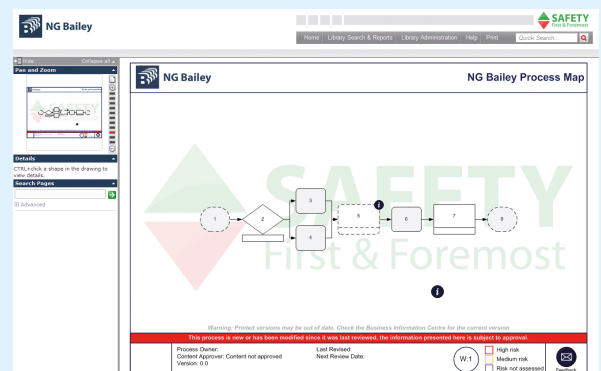 NG Bailey
SAFETY
First & Foremost
Home Library Search & Reports Library Administration Help Print Quick Search...
Hide Collapse all
Pan and Zoom
Details
CTRL+click a shape in the drawing to
view details.
Search Pages
Advanced
NG Bailey
NG Bailey Process Map
SAFETY
First & Foremost
1
2
3
4
5
6
7
8
i
i
Warning: Printed versions may be out of date. Check the Business Information Centre for the current version
This process is new or has been modified since it was last reviewed, the information presented here is subject to approval.
Process Owner:
Content Approver: Content not approved
Version: 0.0
Last Revised:
Next Review Date:
W:1
High risk
Medium risk
Risk not assessed
Feedback